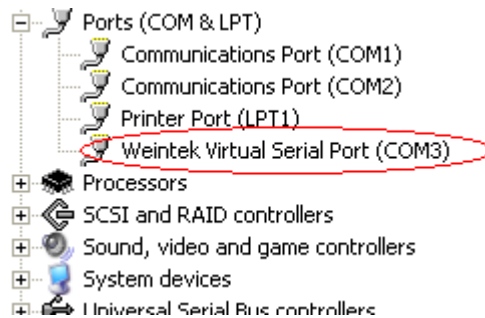 Ports (COM & LPT)
Communications Port (COM1)
Communications Port (COM2)
Printer Port (LPT1)
Weintek Virtual Serial Port (COM3)
Processors
SCSI and RAID controllers
Sound, video and game controllers
System devices
Universal Serial Bus controllers